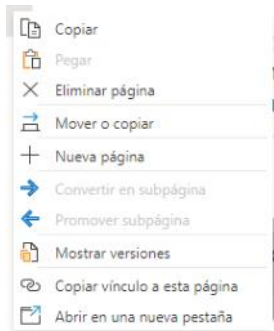 Copiar
Pegar
Eliminar página
Mover o copiar
Nueva página
Convertir en subpágina
Promover subpágina
Mostrar versiones
Copiar vínculo a esta página
Abrir en una nueva pestaña